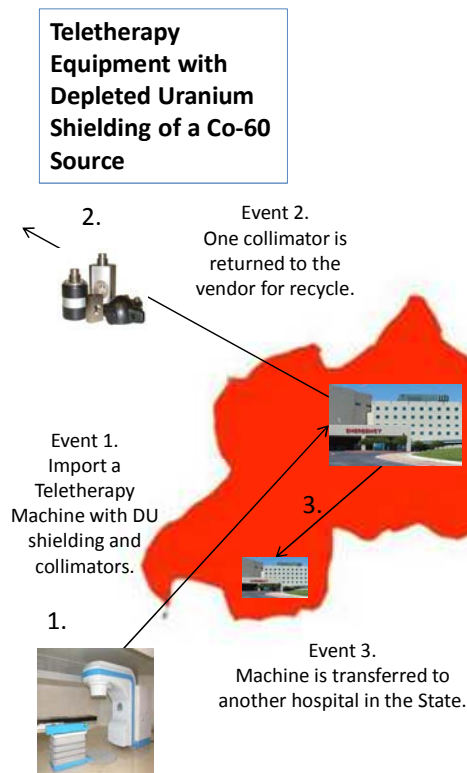 Teletherapy
Equipment with
Depleted Uranium
Shielding of a Co-60
Source
2.
Event 2.
One collimator is
returned to the
vendor for recycle.
EMERGENCY
Event 1.
Import a
Teletherapy
Machine with DU
shielding and
collimators.
3.
1.
Event 3.
Machine is transferred to
another hospital in the State.